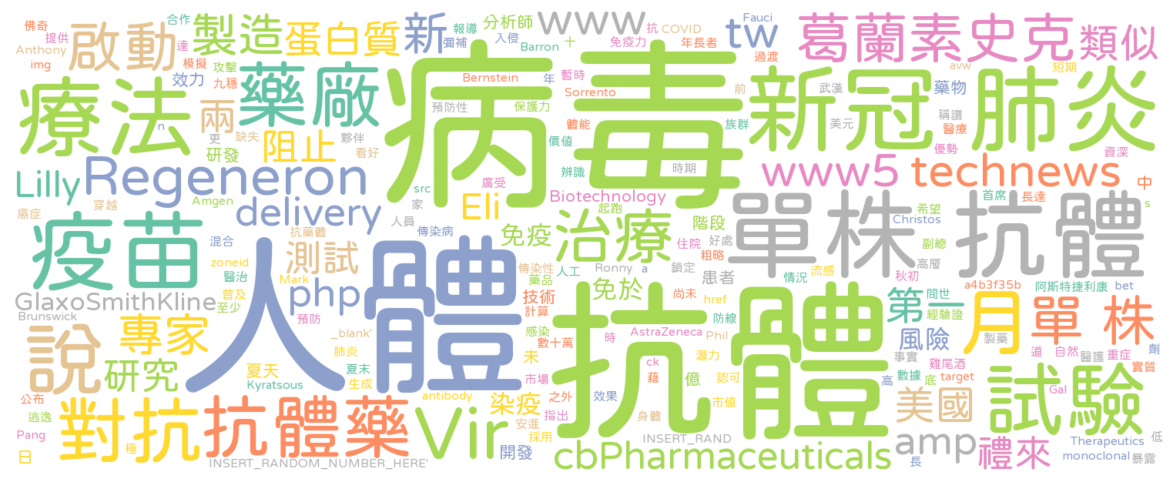 佛奇
合作
報導
分析師
www
抗
COVID
Fauci
提供
啟動
製造
蛋白質
新
達
彌補
入侵
Barron
十
免疫力
年長者
tw
葛蘭素史克
類似
Anthony
img
模擬
攻擊
九穩
效力
藥廠
Bernstein
年
暫時
前
過渡
avw
短期
療法
n
兩
更
缺失
夥伴
預防性
病毒
Sorrento
保護力
體能
武漢
美元
族群
新冠 肺炎
藥物
稱讚
醫療
優勢
研發
阻止
看好
價值
辨識
時期
資深
Lilly
Regeneron
src
廣受
Biotechnology
www5
technews
中
癌症
穿越
Amgen
家
Eli
起跑
首席
長達
s
delivery
人員
傳染病
疫苗
抗藥體
混合
zoneid
醫治
測試
免疫
治療
階段
住院
好處
粗略
單株 抗體
Christos
希望
副總
高層
人體
傳染性
藥品
人工
Ronny
a
鎖定
患者
情況
流感
秋初
Mark
php
技術
計算
免於
尚未
href
a4b3f35b
阿斯特捷利康
bet
GlaxoSmithKline
普及
至少
Brunswick
預防
_blank'
感染
數十萬
抗體
時
AstraZeneca
Phil
防線
第一
問世
經驗證
月
單 株
說
專家
肺炎
未
ck
潛力
風險
事實
製藥
道
自然
醫護
重症
劑
研究
夏天
夏末
Kyratsous
生成
市場
之外
藉
億
認可
數據
雞尾酒
底
target
高
實質
公布
逃逸
antibody
染疫
指出
效果
身體
市值
美國
Gal
試驗
Pang
對抗
抗體藥
Vir
安進
採用
開發
INSERT_RAND
amp
禮來
Therapeutics
低
日
極
INSERT_RANDOM_NUMBER_HERE'
cbPharmaceuticals
長
monoclonal
暴露